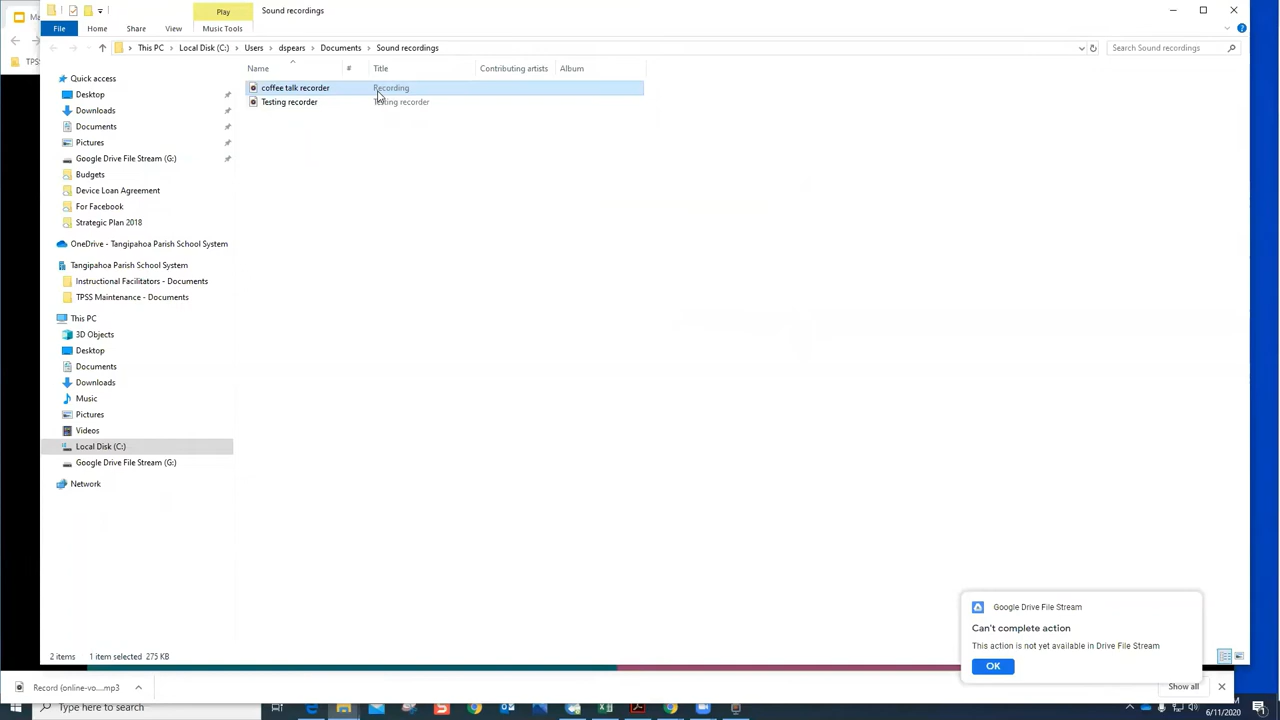 Play
Sound recordings
File
Home
Share
View
Music Tools
This PC > Local Disk (C:) > Users > dspears > Documents > Sound recordings
Search Sound recordings
TPSS
Name
#
Title
Contributing artists
Album
Quick access
Desktop
Downloads
Documents
Pictures
Google Drive File Stream (G:)
Budgets
Device Loan Agreement
For Facebook
Strategic Plan 2018
OneDrive - Tangipahoa Parish School System
Tangipahoa Parish School System
Instructional Facilitators - Documents
TPSS Maintenance - Documents
This PC
3D Objects
Desktop
Documents
Downloads
Music
Pictures
Videos
Local Disk (C:)
Google Drive File Stream (G:)
Network
coffee talk recorder
Recording
Testing recorder
Testing recorder
Google Drive File Stream
Can't complete action
This action is not yet available in Drive File Stream
OK
2 items
1 item selected 275 KB
Record (online-vo....mp3
Show all
Type here to search
6/11/2020